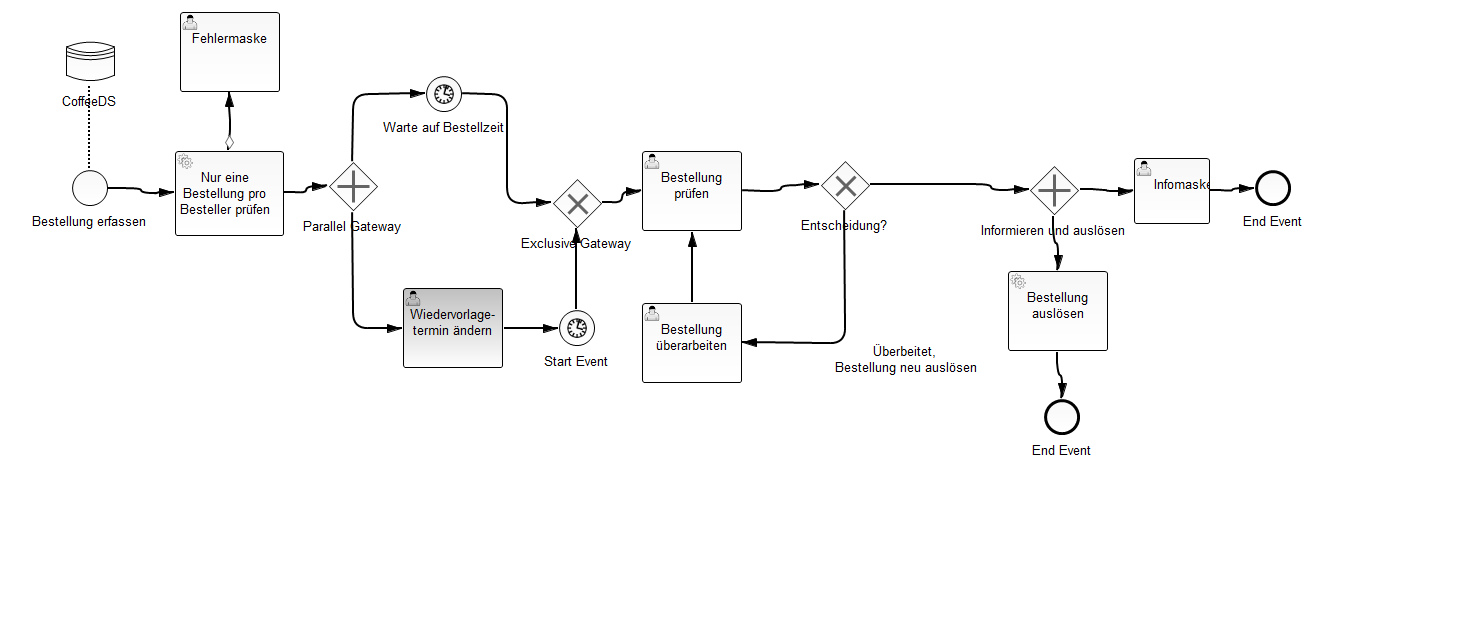 Fehlermaske
CoffeeDS
Warte auf Bestellzeit
Nur eine
Bestellung pro
Besteller prüfen
Bestellung
prüfen
Infomaske
Bestellung erfassen
Parallel Gateway
Exclusive Gateway
Entscheidung?
Informieren und auslösen
End Event
Wiedervorlage-
termin ändern
Start Event
Bestellung
überarbeiten
Überbeitet,
Bestellung neu auslösen
Bestellung
auslösen
End Event